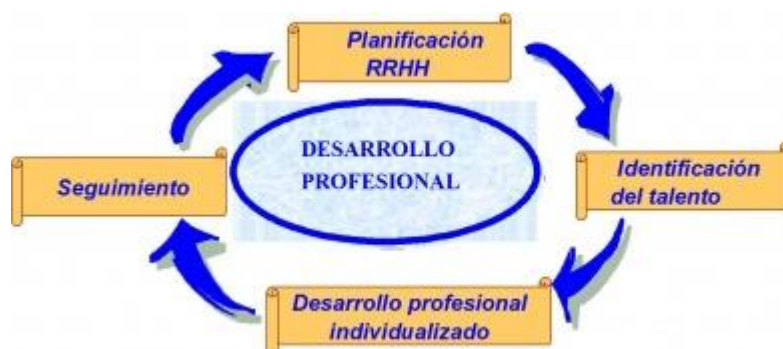 Planificación
RRHH
DESARROLLO
PROFESIONAL
Identificación
del talento
Seguimiento
Desarrollo profesional
individualizado